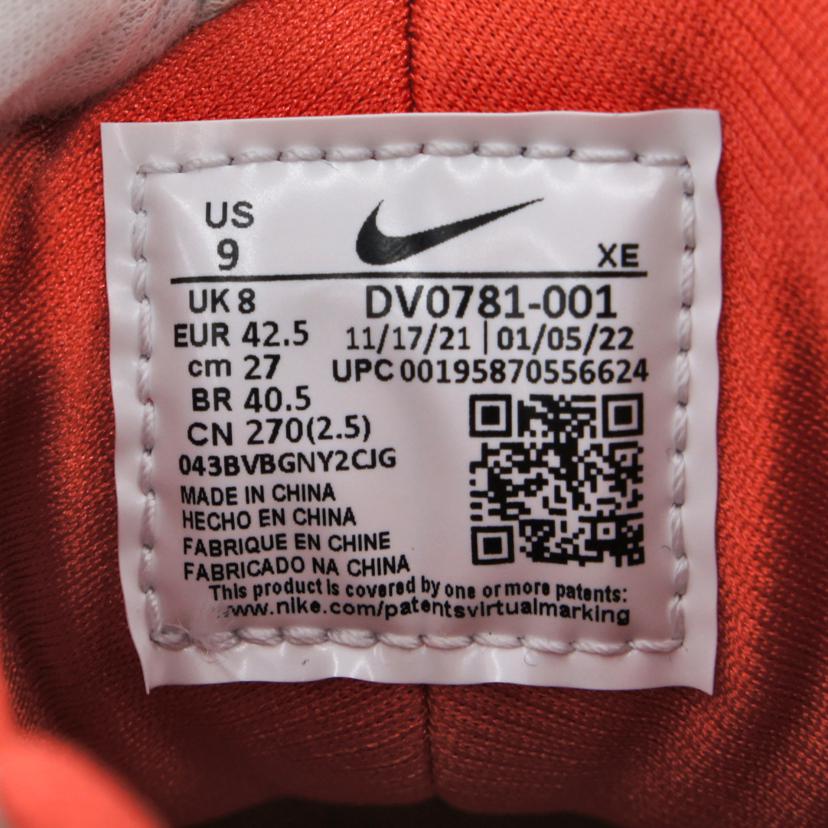 US
9
XE
UK 8
DV0781-001
EUR 42.5
11/17/21 | 01/05/22
cm 27
UPC 00195870556624
BR 40.5
CN 270(2.5)
043BVBGNY2CJG
MADE IN CHINA
HECHO EN CHINA
FABRIQUE EN CHINE
FABRICADO NA CHINA
This product is covered by one or more patents:
www.nike.com/patentsvirtualmarking